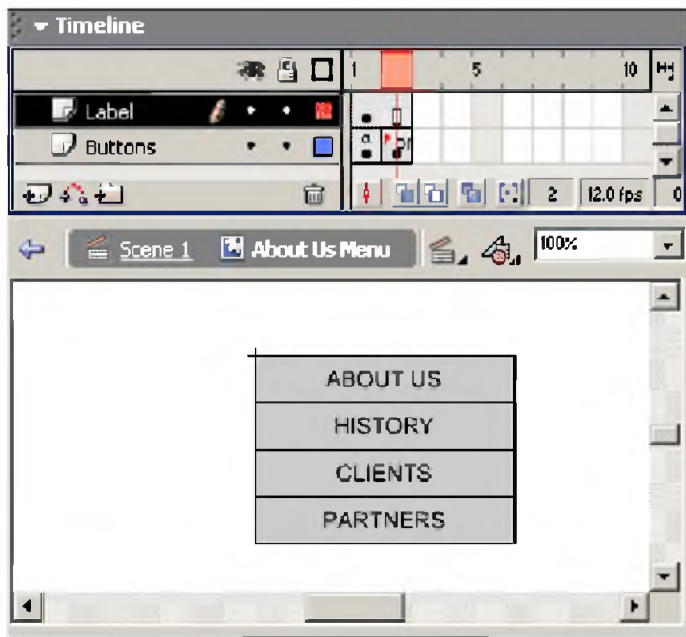 Timeline
1 5 10
Label
Buttons
a
2 12.0 fps 0
Scene 1 About Us Menu 100%
ABOUT US
HISTORY
CLIENTS
PARTNERS